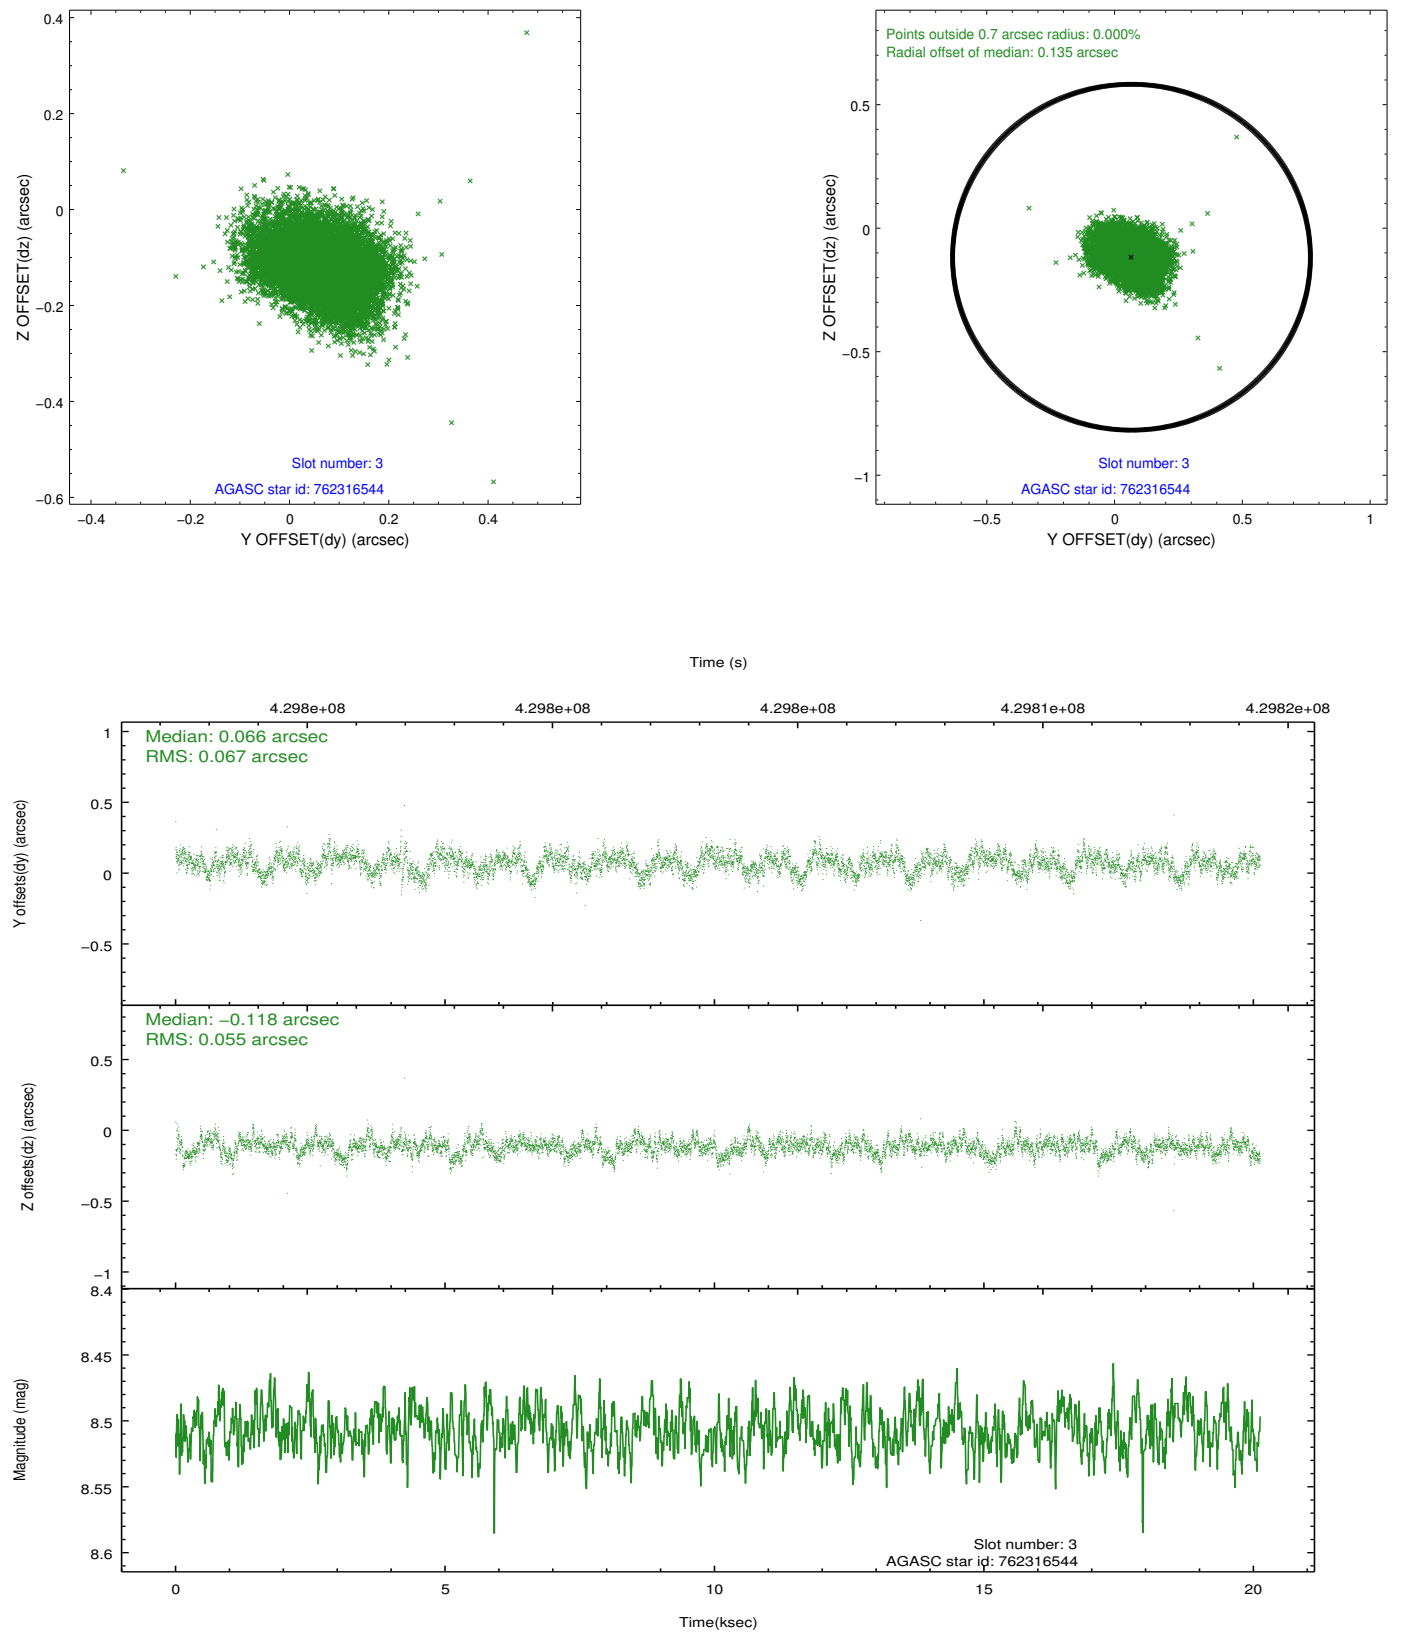 0.4
0.2
0
−0.2
−0.4
−0.6
Z OFFSET(dz) (arcsec)
Slot number: 3
AGASC star id: 762316544
−0.4
−0.2
0
0.2
0.4
Y OFFSET(dy) (arcsec)
Points outside 0.7 arcsec radius: 0.000%
Radial offset of median: 0.135 arcsec
0.5
0
−0.5
−1
Z OFFSET(dz) (arcsec)
Slot number: 3
AGASC star id: 762316544
−0.5
0
0.5
1
Y OFFSET(dy) (arcsec)
Time (s)
4.298e+08
4.298e+08
4.298e+08
4.2981e+08
4.2982e+08
Median: 0.066 arcsec
RMS: 0.067 arcsec
1
0.5
0
−0.5
Y offsets(dy) (arcsec)
Median: −0.118 arcsec
RMS: 0.055 arcsec
0.5
0
−0.5
−1
Z offsets(dz) (arcsec)
8.4
8.45
8.5
8.55
8.6
Magnitude (mag)
Slot number: 3
AGASC star id: 762316544
0
5
10
15
20
Time(ksec)